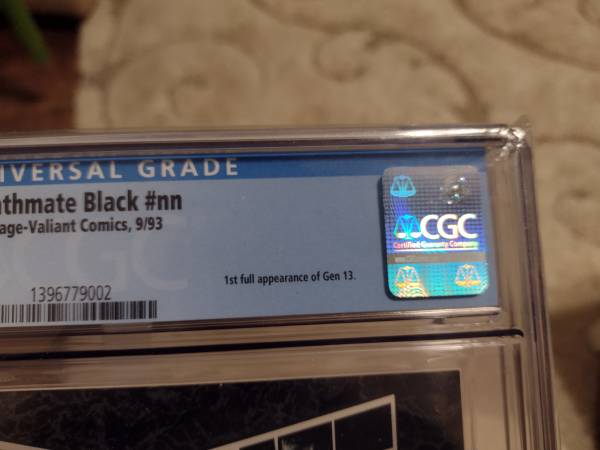 IVERSAL GRADE
thmate Black #nn
age-Valiant Comics, 9/93
1st full appearance of Gen 13.
1396779002
CGC
Certified Guaranty Company